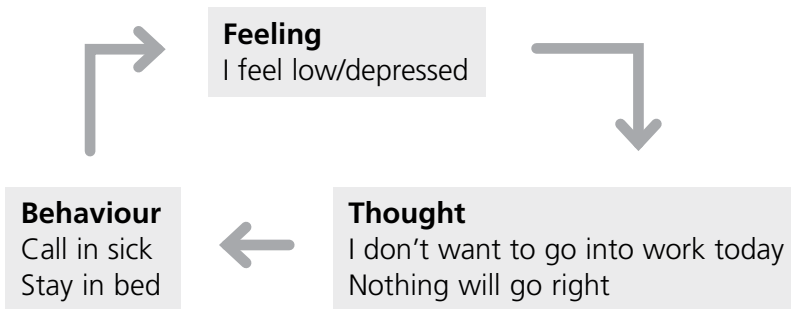 Feeling
I feel low/depressed
Thought
I don't want to go into work today
Nothing will go right
Behaviour
Call in sick
Stay in bed